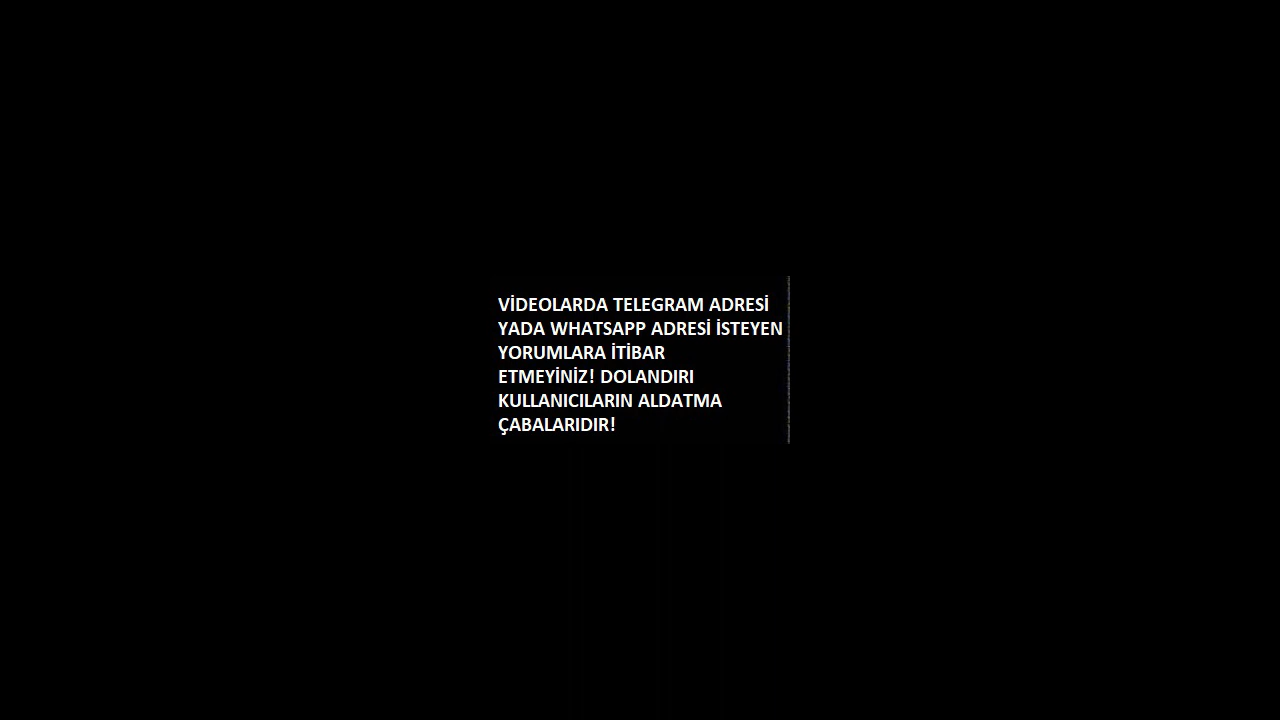 VİDEOLARDA TELEGRAM ADRESİ
YADA WHATSAPP ADRESİ İSTEYEN
YORUMLARA İTİBAR
ETMEYİNİZ! DOLANDIRI
KULLANICILARIN ALDATMA
ÇABALARIDIR!